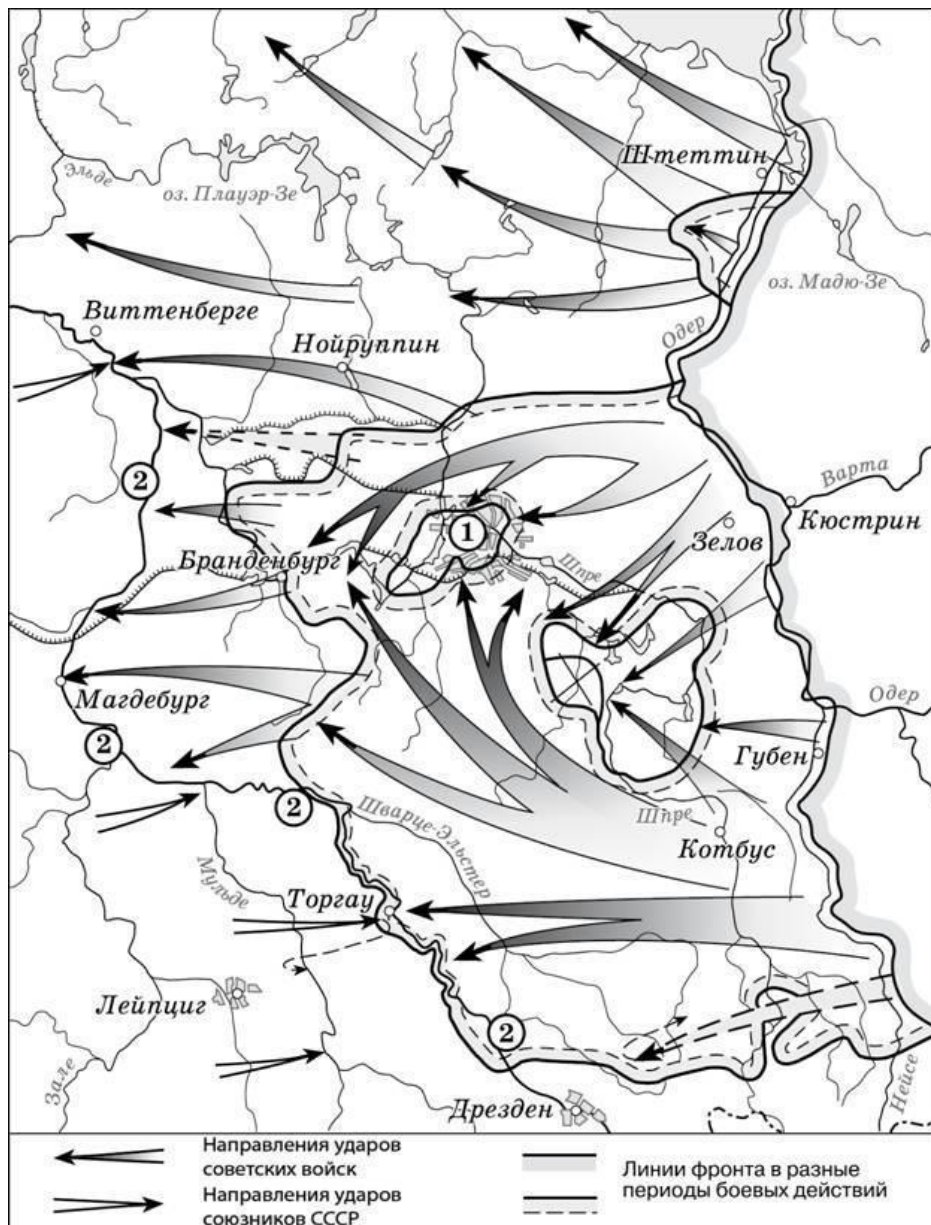 Штеттин
Эльде
оз. Плауэр-Зе
оз. Мадю-Зе
Виттенберге
Одер
Нойруппин
2
Варта
Кюстрин
1
Зелов
Бранденбург
Шпре
Магдебург
Одер
2
Губен
2
Шварце-Эльстер
Шпре
Котбус
Мульде
Торгау
Лейпциг
2
Зале
Дрезден
Нейсе
Направления ударов
советских войск
Направления ударов
союзников СССР
Линии фронта в разные
периоды боевых действий